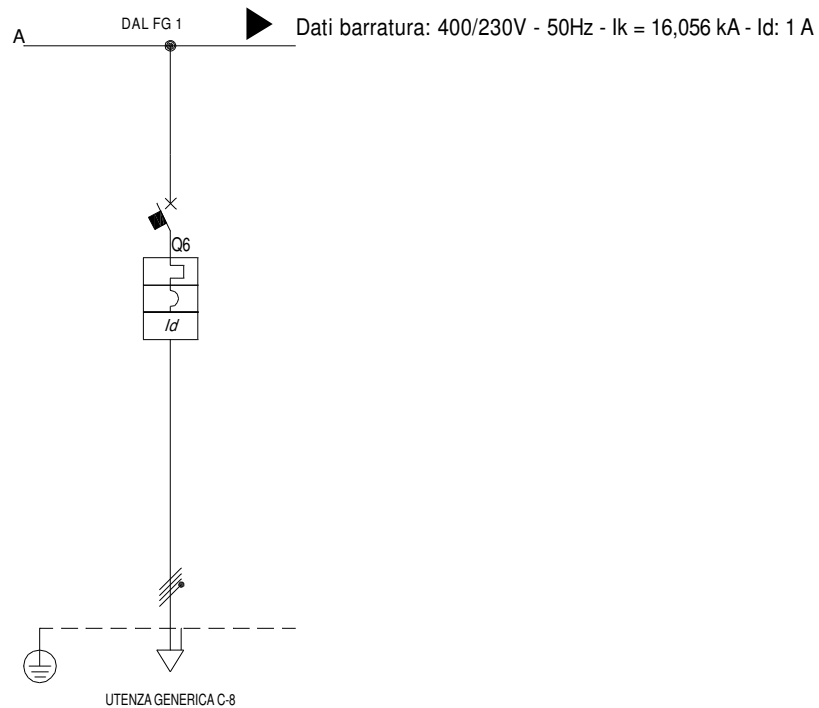 DAL FG 1
Dati barratura: 400/230V - 50Hz - Ik = 16,056 kA - Id: 1 A
A
Q6
Id
UTENZA GENERICA C-8